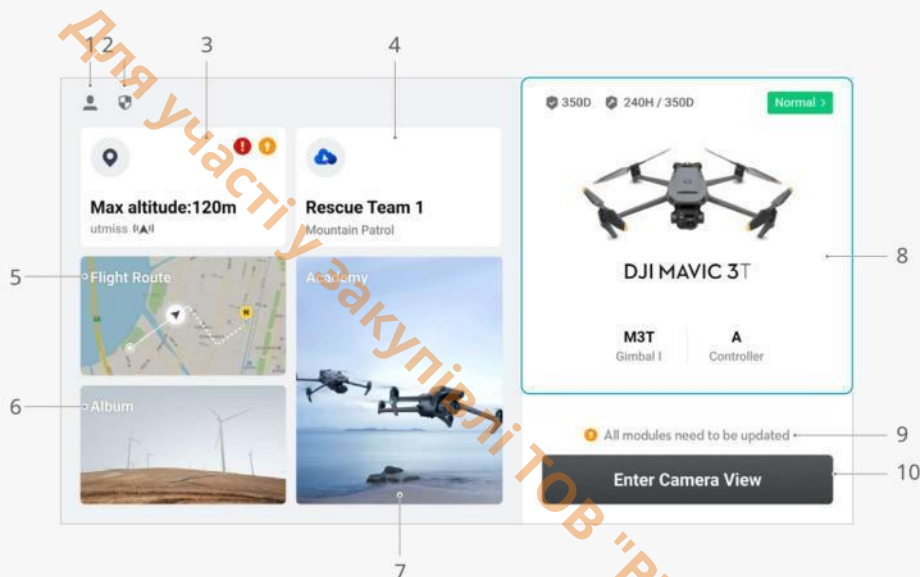 1 2 3 4
350D 240H / 350D Normal >
Max altitude:120m
utmiss
Rescue Team 1
Mountain Patrol
5 Flight Route
Academy
8
DJI MAVIC 3T
M3T A
Gimbal I Controller
6 Album
All modules need to be updated 9
Enter Camera View 10
H
7
Для участі у закупівлі ТОВ "